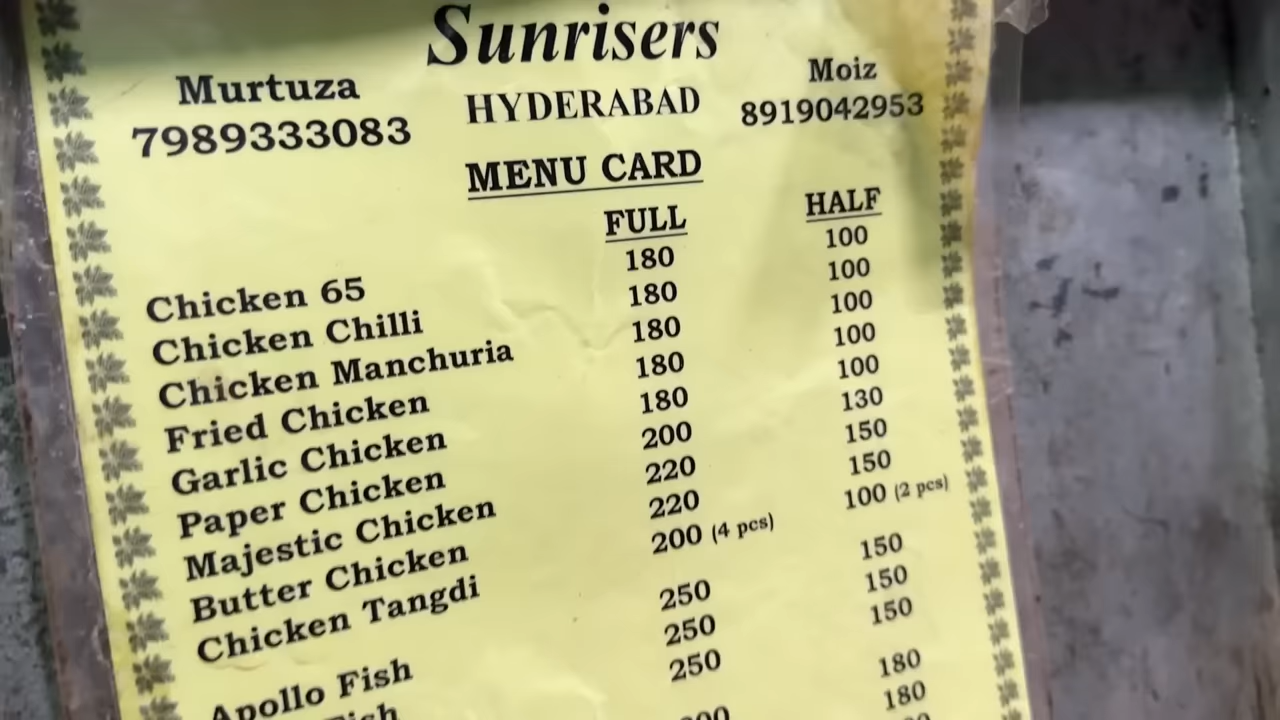 Sunrisers
Murtuza HYDERABAD Moiz
7989333083 8919042953
MENU CARD
FULL HALF
Chicken 65 180 100
Chicken Chilli 180 100
Chicken Manchuria 180 100
Fried Chicken 180 100
Garlic Chicken 180 100
Paper Chicken 200 130
Majestic Chicken 220 150
Butter Chicken 220 150
Chicken Tangdi 200 (4 pcs) 100 (2 pcs)
Apollo Fish 250 150
Fish 250 150
250 150
180
180